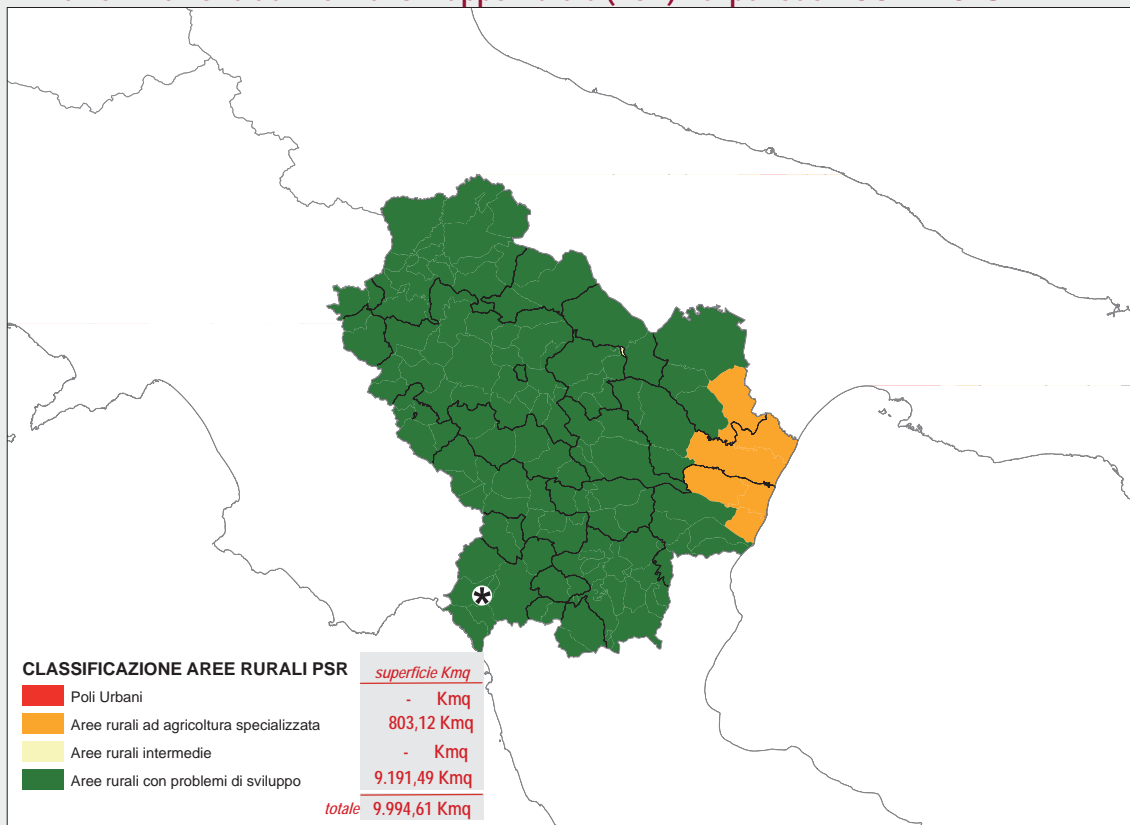 CLASSIFICAZIONE AREE RURALI PSR
superficie Kmq
Poli Urbani
- Kmq
Aree rurali ad agricoltura specializzata
803,12 Kmq
Aree rurali intermedie
- Kmq
Aree rurali con problemi di sviluppo
9.191,49 Kmq
totale 9.994,61 Kmq
*